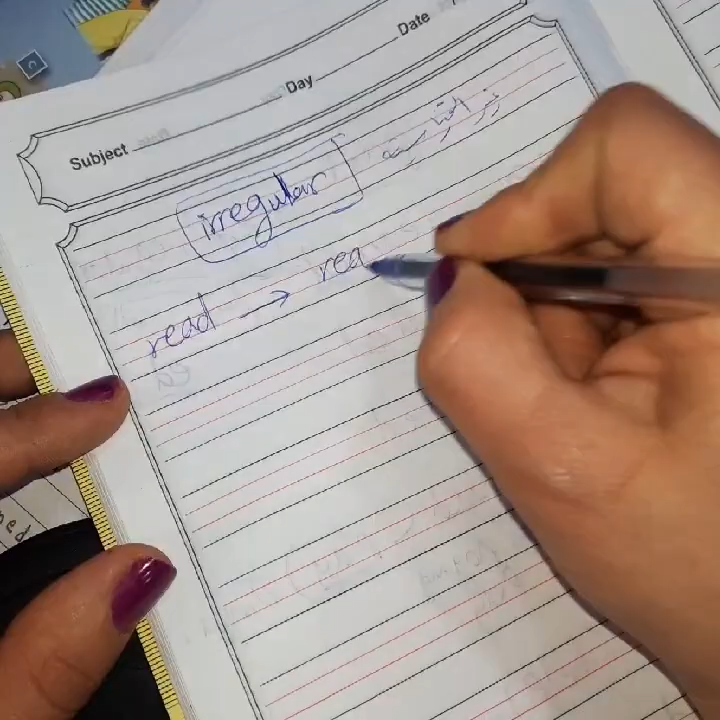 Date
Day
Subject
irregular
read → rea